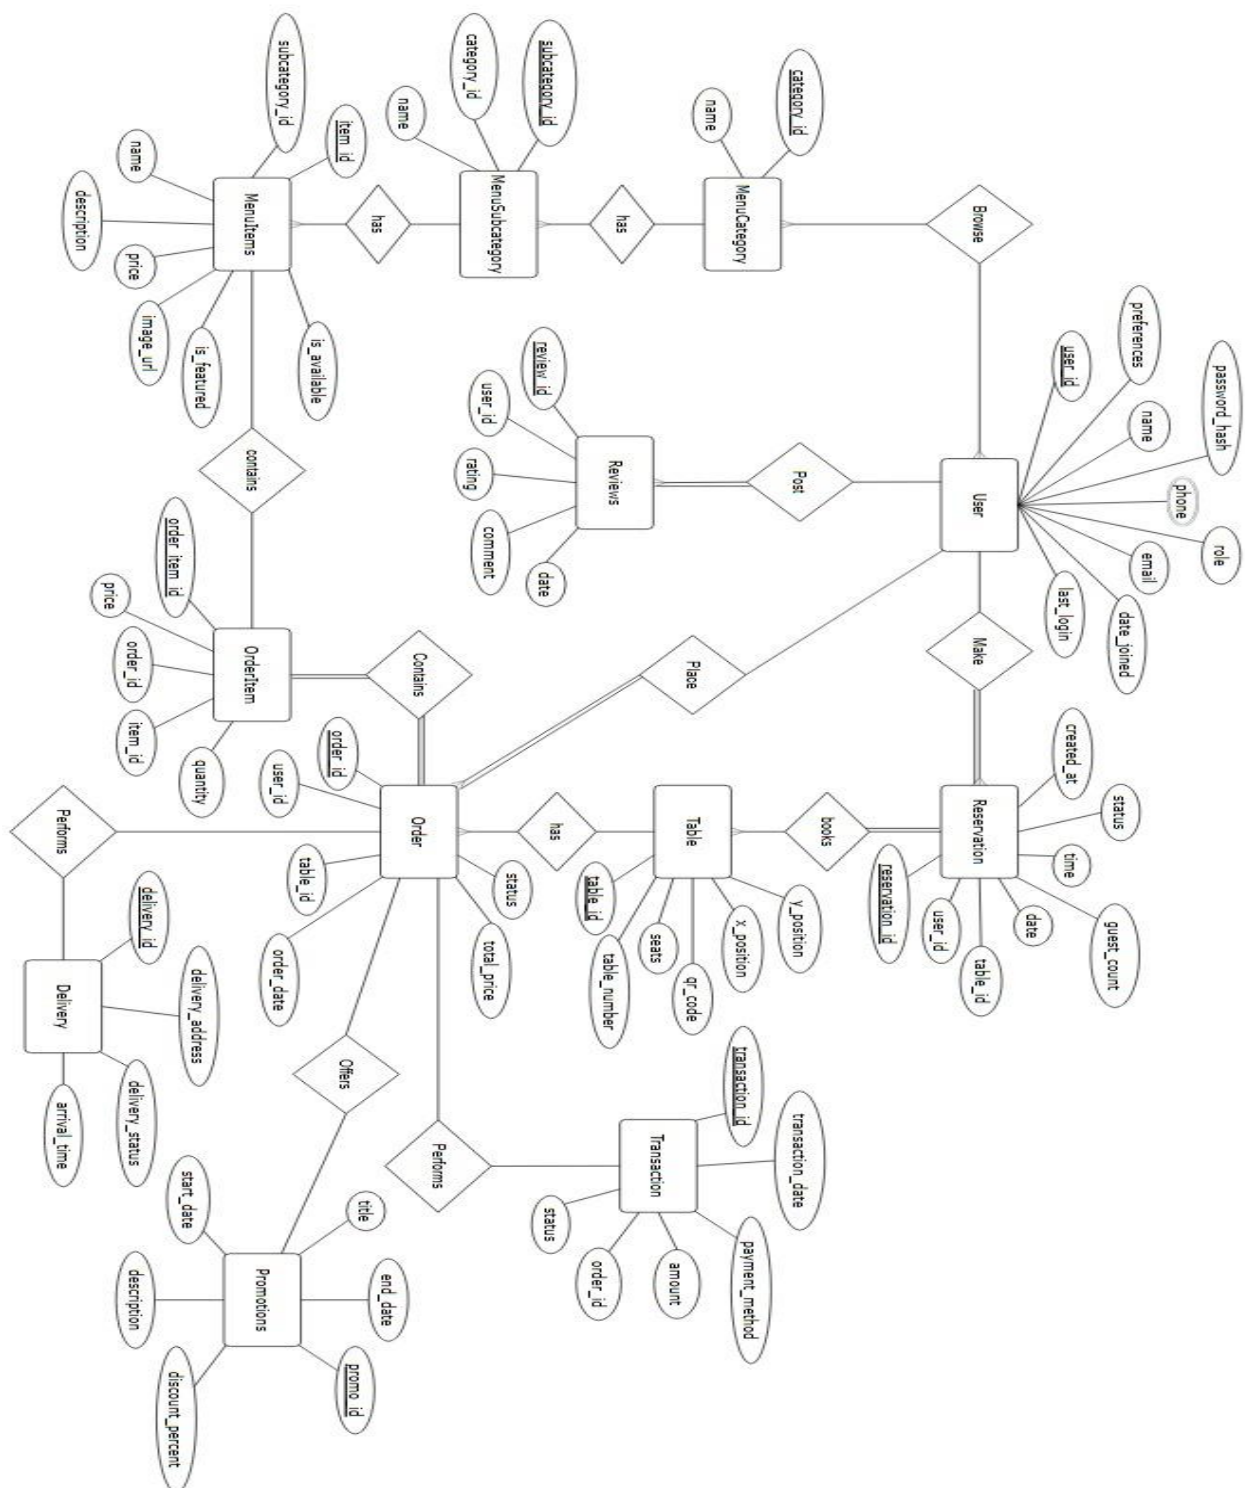 subcategory_id
item_id
name
description
price
image_url
is_featured
is_available
MenuItems
has
category_id
subcategory_id
name
MenuSubcategory
has
category_id
name
MenuCategory
Browse
preferences
user_id
password_hash
name
phone
role
email
date_joined
last_login
User
Post
review_id
user_id
rating
comment
date
Reviews
contains
order_item_id
price
order_id
item_id
quantity
OrderItem
Contains
Place
Make
created_at
status
time
guest_count
date
table_id
user_id
reservation_id
Reservation
books
Table
y_position
x_position
qr_code
seats
table_number
table_id
has
Order
order_id
user_id
table_id
order_date
status
total_price
Performs
delivery_id
delivery_address
delivery_status
arrival_time
Delivery
Offers
Performs
transaction_id
transaction_date
payment_method
amount
order_id
status
Transaction
start_date
title
end_date
promo_id
description
discount_percent
Promotions